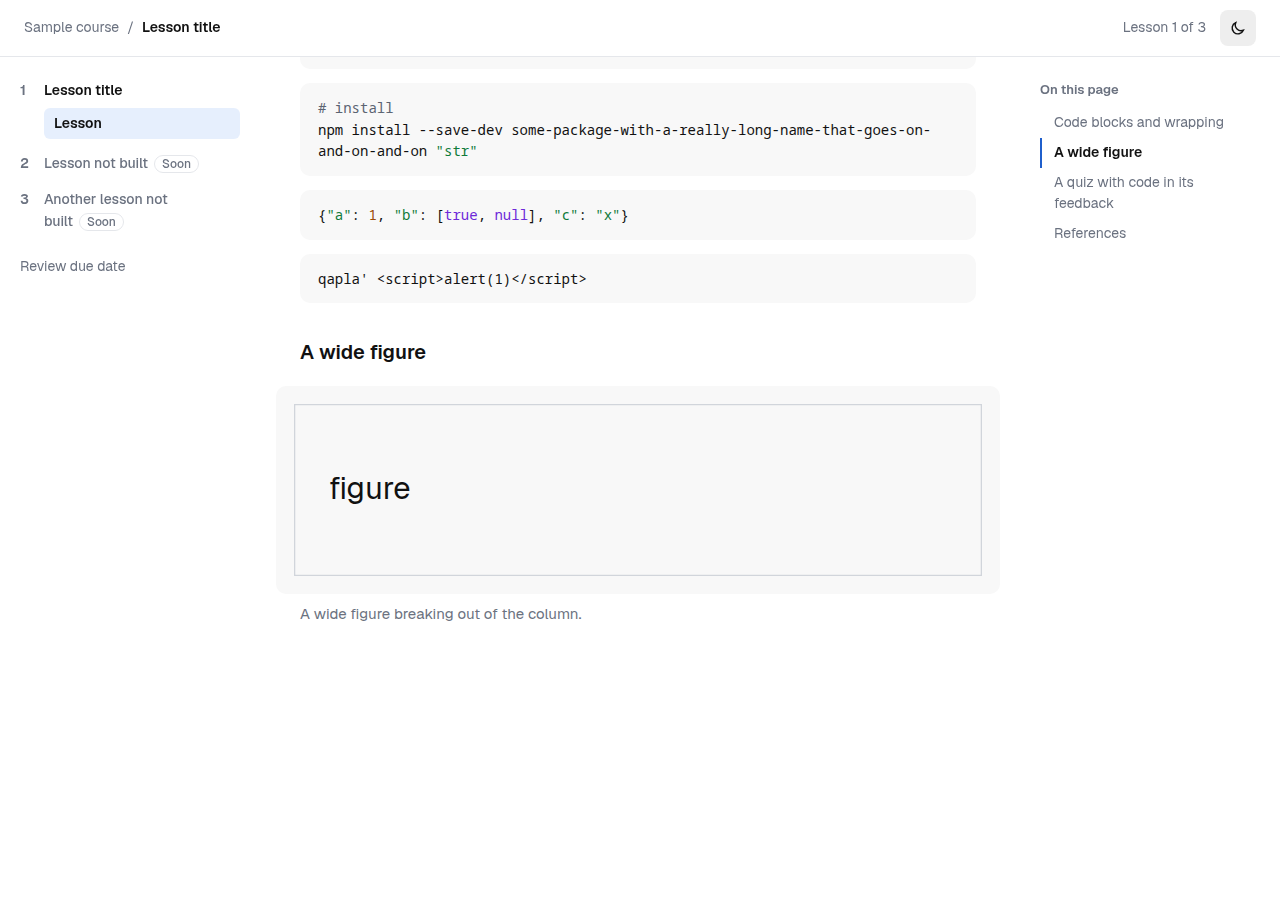 Sample course / Lesson title
Lesson 1 of 3
1 Lesson title
Lesson
2 Lesson not built Soon
3 Another lesson not
built Soon
Review due date
# install
npm install --save-dev some-package-with-a-really-long-name-that-goes-on-
and-on-and-on "str"
{"a": 1, "b": [true, null], "c": "x"}
qapla' <script>alert(1)</script>
A wide figure
figure
A wide figure breaking out of the column.
On this page
Code blocks and wrapping
A wide figure
A quiz with code in its
feedback
References